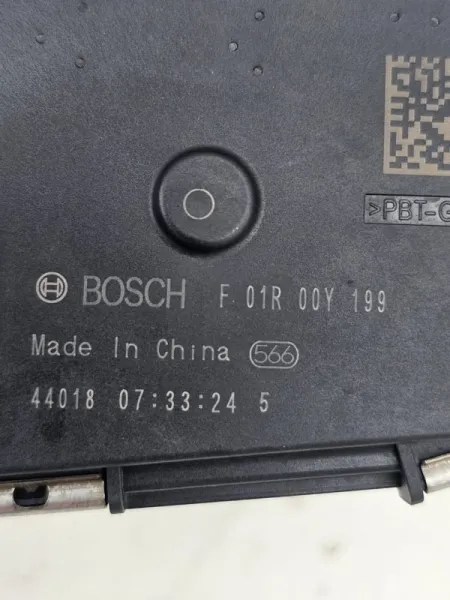 >PBT-G
BOSCH F 01R 00Y 199
Made In China 566
44018 07:33:24 5